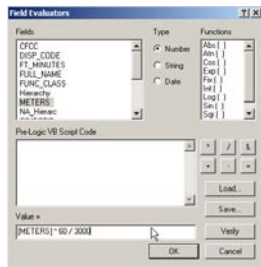 Field Evaluators
Fields
Type
Functions
CFCC
DISP_CODE
FT_MINUTES
FULL_NAME
FUNC_CLASS
Hierarchy
METERS
NA_Hierarc
Number
String
Date
Abs( )
Atn( )
Cos( )
Exp( )
Fix( )
Int( )
Log( )
Sin( )
Sqr( )
Pre-Logic VB Script Code
* / &
+ - =
Load...
Save...
Value =
[METERS] * 60 / 3000
Verify
OK
Cancel